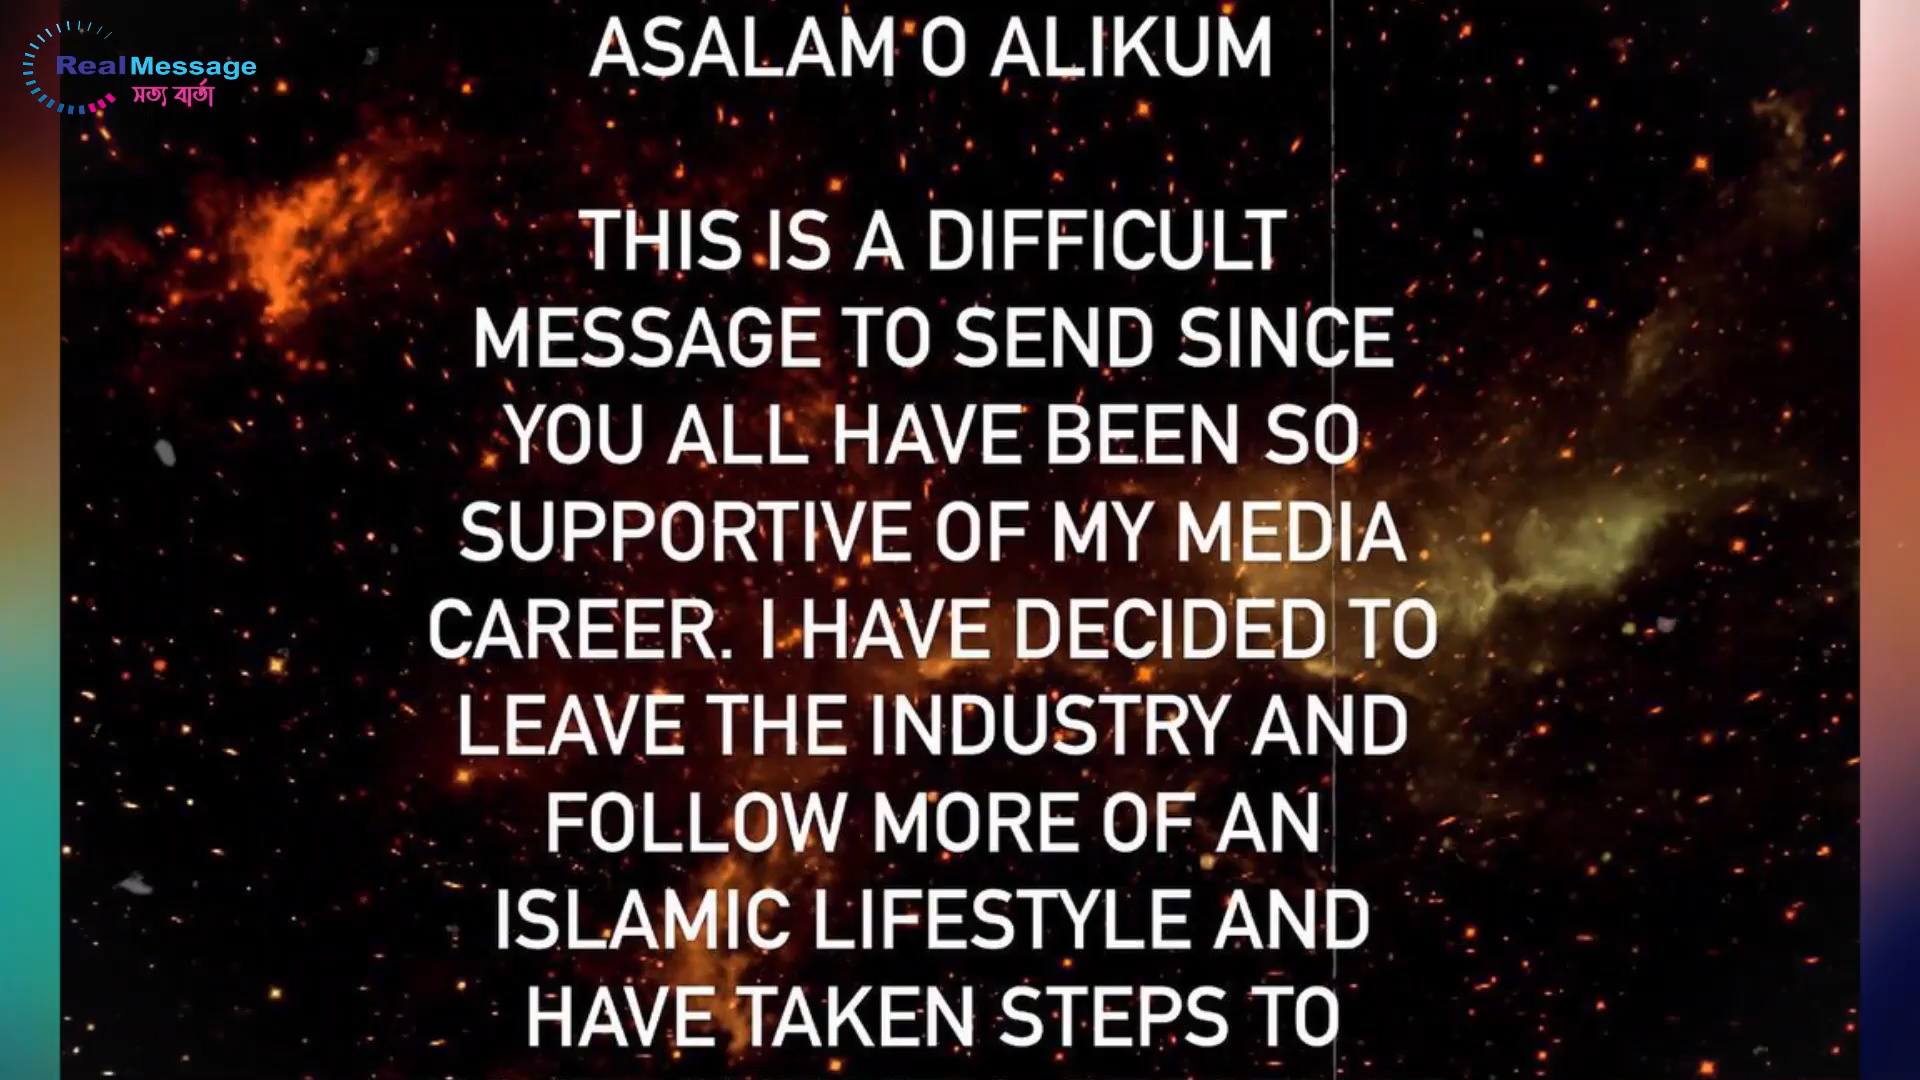 RealMessage
সত্য বার্তা
ASALAM O ALIKUM
THIS IS A DIFFICULT
MESSAGE TO SEND SINCE
YOU ALL HAVE BEEN SO
SUPPORTIVE OF MY MEDIA
CAREER. I HAVE DECIDED TO
LEAVE THE INDUSTRY AND
FOLLOW MORE OF AN
ISLAMIC LIFESTYLE AND
HAVE TAKEN STEPS TO